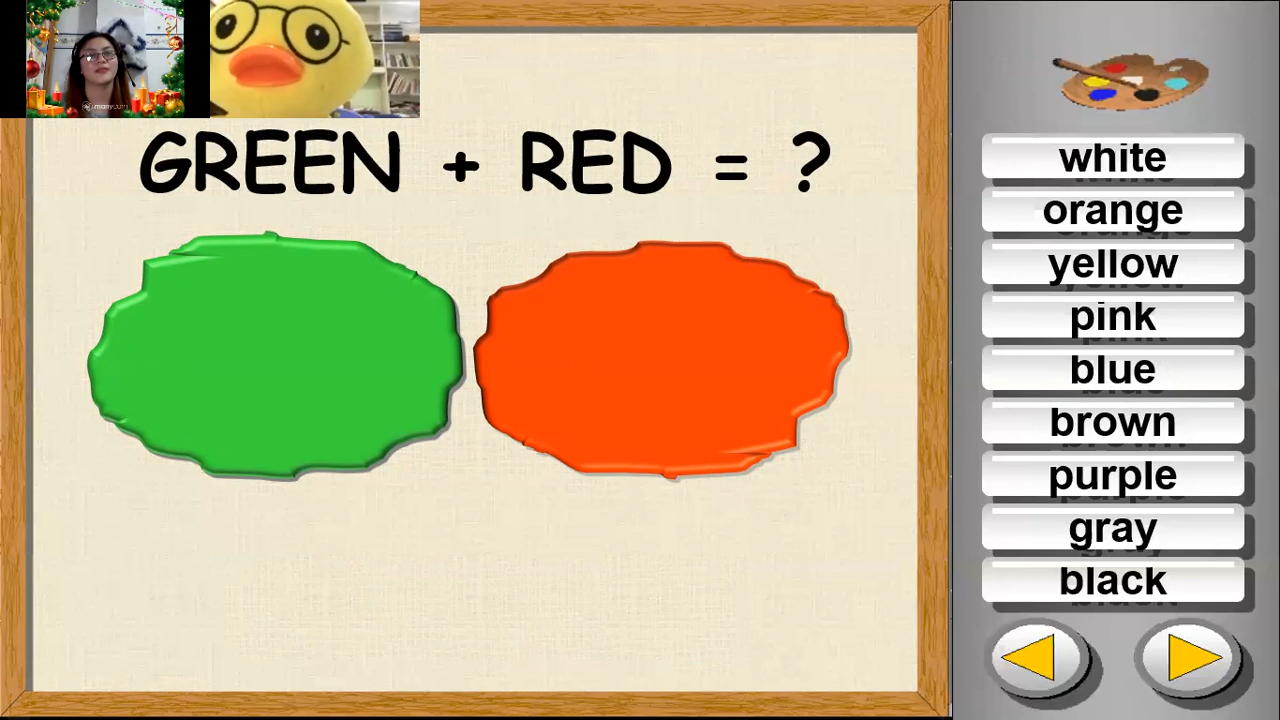 GREEN + RED = ?
white
orange
yellow
pink
blue
brown
purple
gray
black